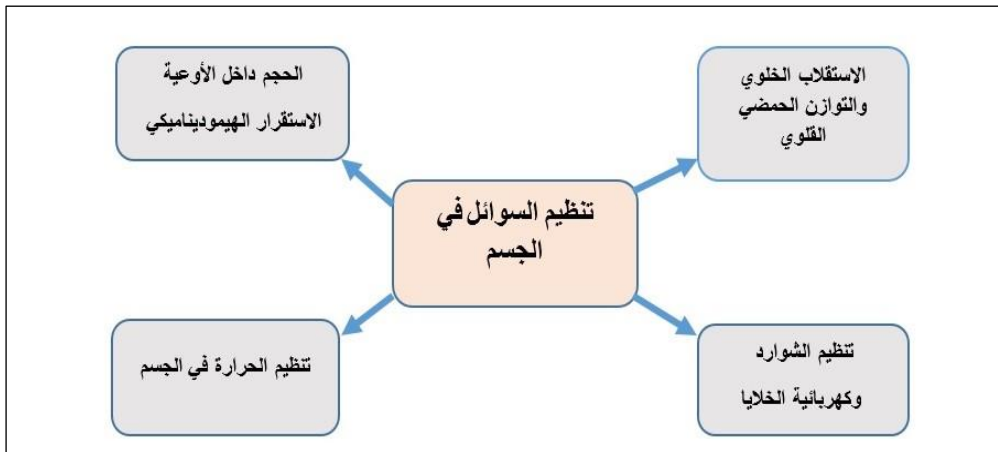 الاستقلاب الخلوي
والتوازن الحمضي
القلوي
الحجم داخل الأوعية
الاستقرار الهيموديناميكي
تنظيم السوائل في
الجسم
تنظيم الشوارد
وكهربائية الخلايا
تنظيم الحرارة في الجسم